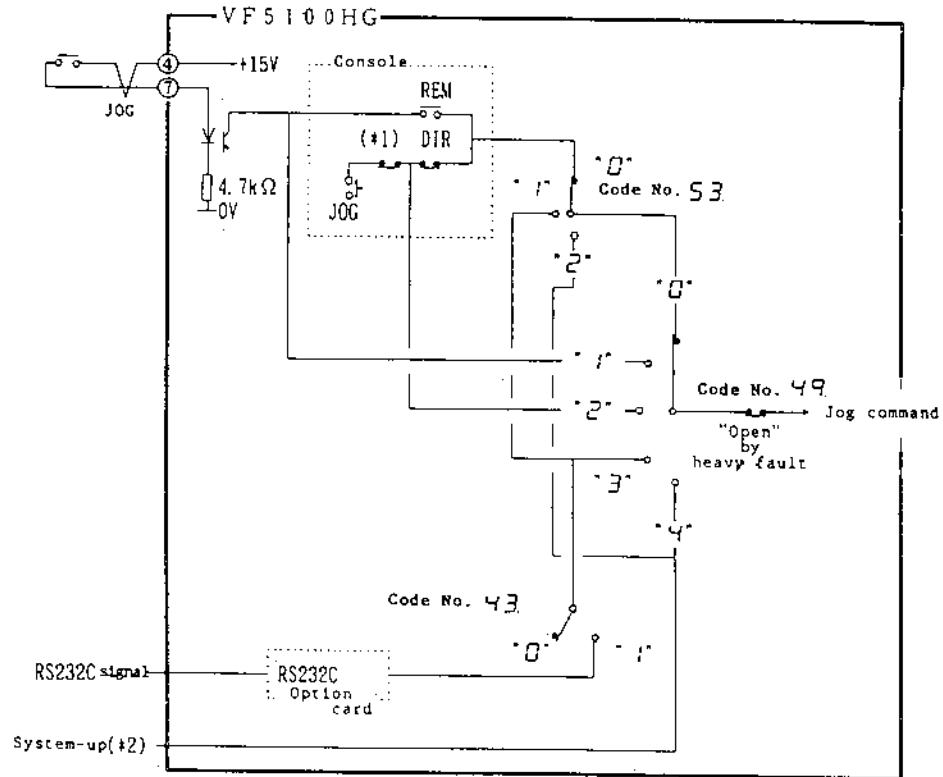 VF5100HG
4
+15V
Console
7
REM
JOG
(*1) DIR
"0"
4.7kΩ
"1"
Code No. 53.
0V
JOG
"2"
"0"
"1"
Code No. 49.
"2"
Jog command
"Open"
by
heavy fault
"3"
"4"
Code No. 43.
"0"
"1"
RS232C signal
RS232C
Option
card
System-up(*2)